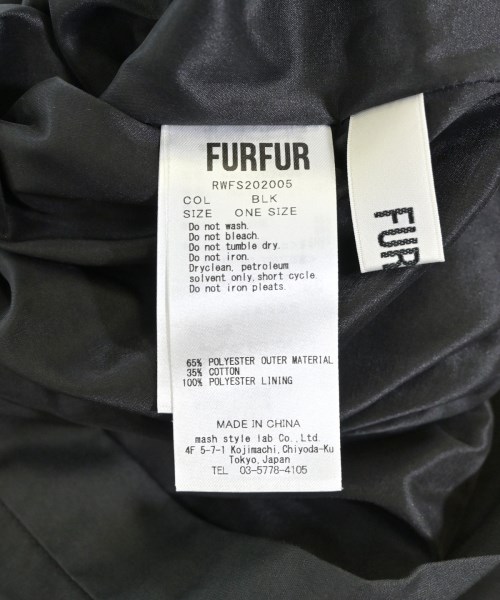 FURFUR
RWFS202005
COL BLK
SIZE ONE SIZE
Do not wash.
Do not bleach.
Do not tumble dry.
Do not iron.
Dryclean, petroleum
solvent only,short cycle.
Do not iron pleats.
65% POLYESTER OUTER MATERIAL
35% COTTON
100% POLYESTER LINING
MADE IN CHINA
mash style lab Co.,Ltd.
4F 5-7-1 Kojimachi,Chiyoda-Ku
Tokyo,Japan
TEL 03-5778-4105
FUR